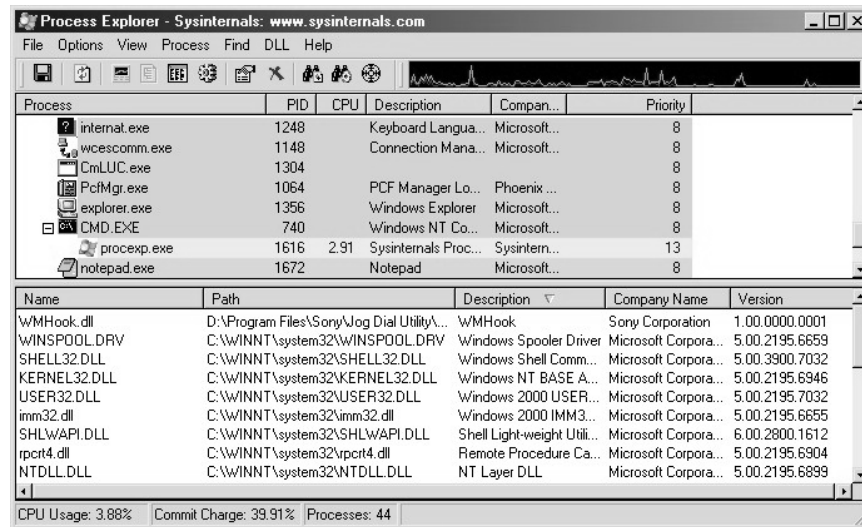 Process Explorer - Sysinternals: www.sysinternals.com
File Options View Process Find DLL Help
Process PID CPU Description Compan... Priority
internat.exe 1248 Keyboard Langua... Microsoft... 8
wcescomm.exe 1148 Connection Mana... Microsoft... 8
CmLUC.exe 1304 8
PcfMgr.exe 1064 PCF Manager Lo... Phoenix ... 8
explorer.exe 1356 Windows Explorer Microsoft... 8
CMD.EXE 740 Windows NT Co... Microsoft... 8
procexp.exe 1616 2.91 Sysinternals Proc... Sysintern... 13
notepad.exe 1672 Notepad Microsoft... 8
Name Path Description Company Name Version
WMHook.dll D:\Program Files\Sony\Jog Dial Utility\... WMHook Sony Corporation 1.00.0000.0001
WINSPOOL.DRV C:\WINNT\system32\WINSPOOL.DRV Windows Spooler Driver Microsoft Corpora... 5.00.2195.6659
SHELL32.DLL C:\WINNT\system32\SHELL32.DLL Windows Shell Comm... Microsoft Corpora... 5.00.3900.7032
KERNEL32.DLL C:\WINNT\system32\KERNEL32.DLL Windows NT BASE A... Microsoft Corpora... 5.00.2195.6946
USER32.DLL C:\WINNT\system32\USER32.DLL Windows 2000 USER... Microsoft Corpora... 5.00.2195.7032
imm32.dll C:\WINNT\system32\imm32.dll Windows 2000 IMM3... Microsoft Corpora... 5.00.2195.6655
SHLWAPI.DLL C:\WINNT\system32\SHLWAPI.DLL Shell Light-weight Utili... Microsoft Corpora... 6.00.2800.1612
rpcrt4.dll C:\WINNT\system32\rpcrt4.dll Remote Procedure Ca... Microsoft Corpora... 5.00.2195.6904
NTDLL.DLL C:\WINNT\system32\NTDLL.DLL NT Layer DLL Microsoft Corpora... 5.00.2195.6899
CPU Usage: 3.88% Commit Charge: 39.91% Processes: 44